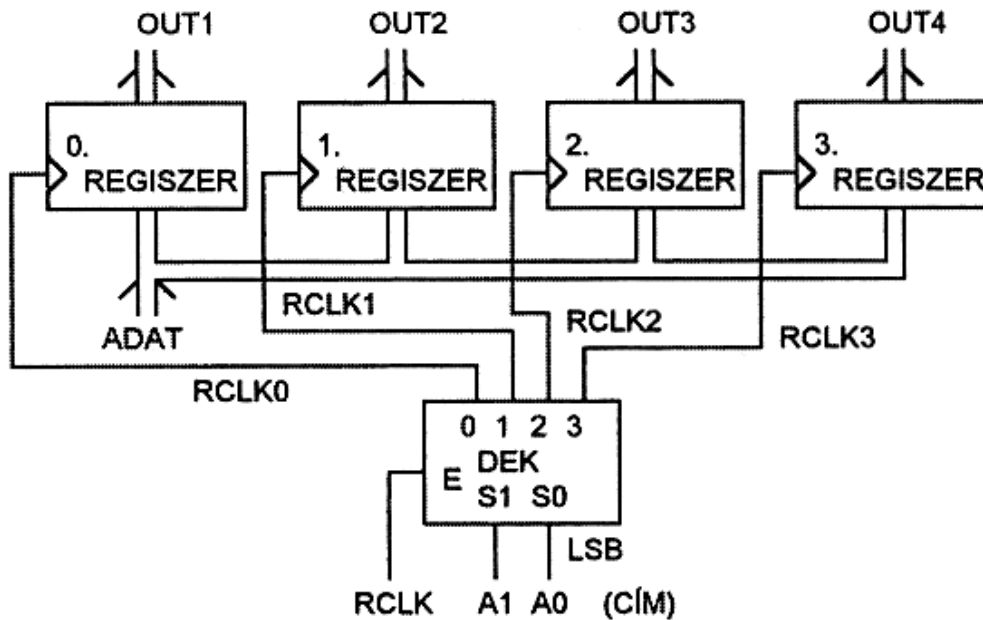 OUT1 OUT2 OUT3 OUT4
0. 1. 2. 3.
REGISZER REGISZER REGISZER REGISZER
ADAT RCLK1 RCLK2 RCLK3
RCLK0
0 1 2 3
DEK
E
S1 S0
LSB
RCLK A1 A0 (CÍM)